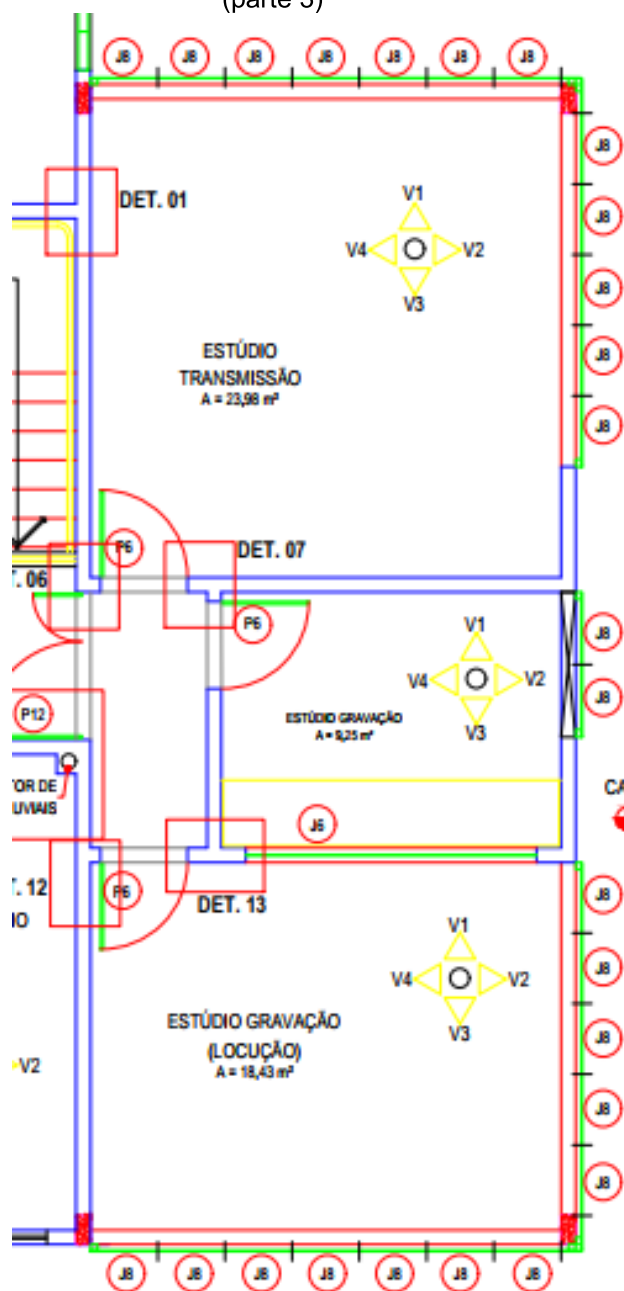 (parte 3)
J8 J8 J8 J8 J8 J8 J8
J8
DET. 01
V1
J8
V4 V2
J8
V3
ESTÚDIO
J8
TRANSMISSÃO
A = 23,98 m²
J8
P6
DET. 07
T. 06
P6
V1
J8
V4 V2
J8
P12
V3
ESTÚDIO GRAVAÇÃO
A = 9,25 m²
TOR DE
CA
UVIAIS
J6
T. 12
P6
J8
IO
DET. 13
V1
J8
V4 V2
ESTÚDIO GRAVAÇÃO
V3
J8
(LOCUÇÃO)
V2
A = 18,43 m²
J8
J8
J8 J8 J8 J8 J8 J8 J8